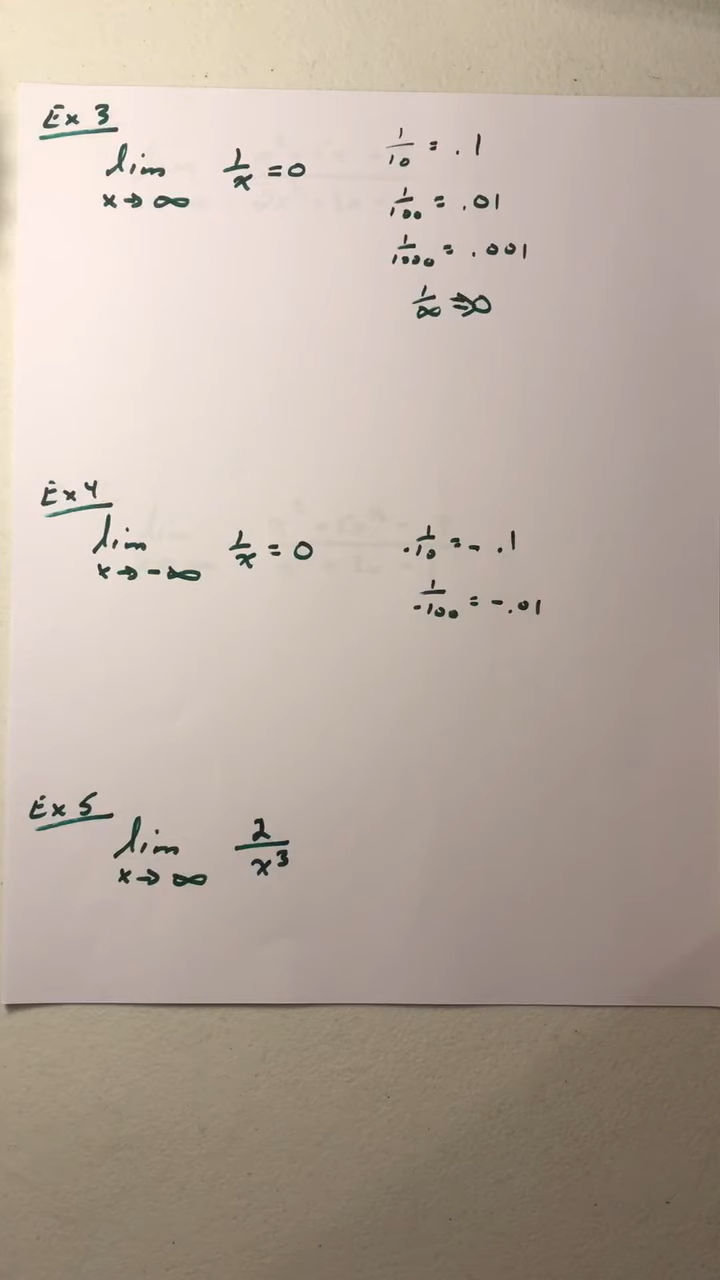 Ex 3
lim x→∞ 1/x = 0
1/10 = .1
1/100 = .01
1/1000 = .001
1/∞ ⇒ 0
Ex 4
lim x→-∞ 1/x = 0
1/-10 = - .1
1/-100 = -.01
Ex 5
lim x→∞ 2/x³